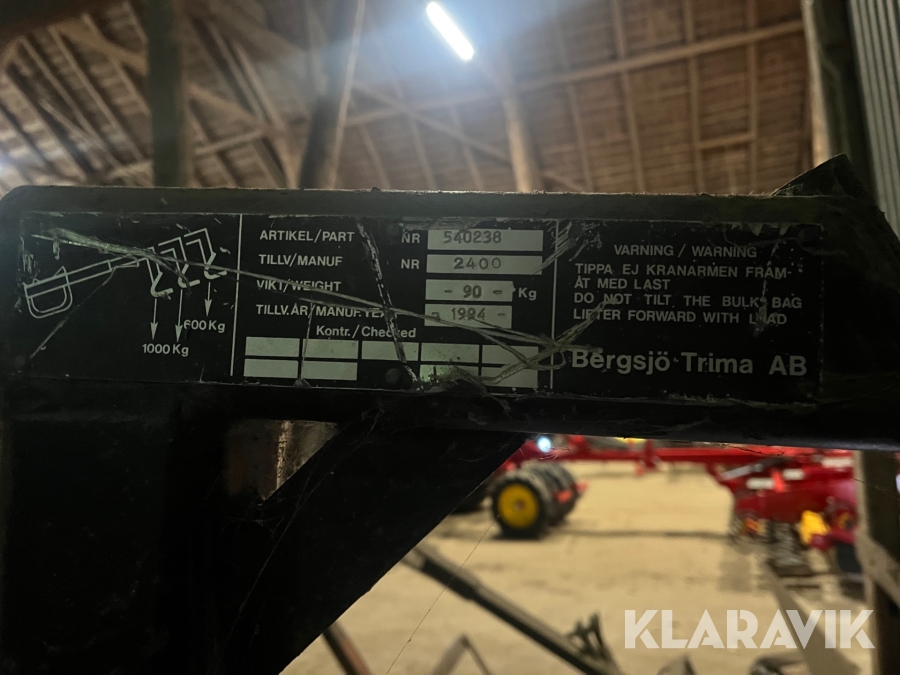 1000 Kg
600 Kg
ARTIKEL/PART NR 540238
TILLV/MANUF NR 2400
VIKT/WEIGHT - 90 - Kg
TILLV.ÅR/MANUF.YEAR - 1994 -
Kontr./Checked
VARNING / WARNING
TIPPA EJ KRANARMEN FRAM-
ÅT MED LAST
DO NOT TILT THE BULK BAG
LIFTER FORWARD WITH LOAD
Bergsjö Trima AB
KLARAVIK